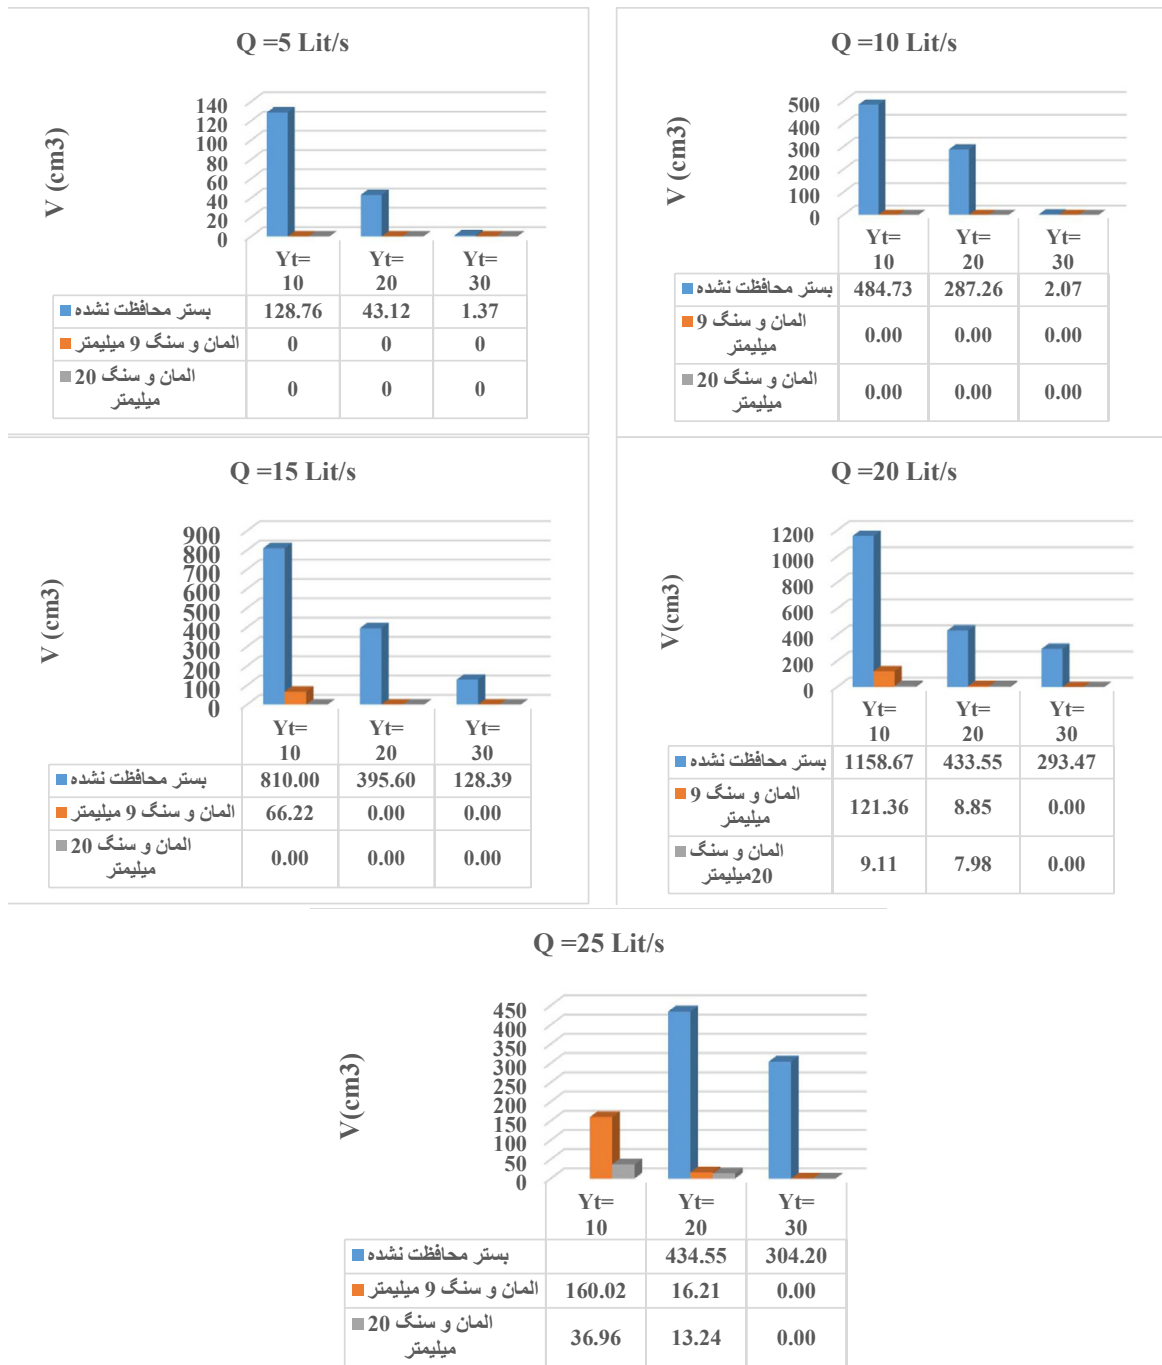 Q =5 Lit/s
V (cm3)
140
120
100
80
60
40
20
0
Yt= Yt= Yt=
10 20 30
بستر محافظت نشده 128.76 43.12 1.37
المان و سنگ 9 میلیمتر 0 0 0
المان و سنگ 20
میلیمتر
0 0 0
Q =10 Lit/s
V (cm3)
500
400
300
200
100
0
Yt= Yt= Yt=
10 20 30
بستر محافظت نشده 484.73 287.26 2.07
المان و سنگ 9
میلیمتر
0.00 0.00 0.00
المان و سنگ 20
میلیمتر
0.00 0.00 0.00
Q =15 Lit/s
V (cm3)
900
800
700
600
500
400
300
200
100
0
Yt= Yt= Yt=
10 20 30
بستر محافظت نشده 810.00 395.60 128.39
المان و سنگ 9 میلیمتر 66.22 0.00 0.00
المان و سنگ 20
میلیمتر
0.00 0.00 0.00
Q =20 Lit/s
V(cm3)
1200
1000
800
600
400
200
0
Yt= Yt= Yt=
10 20 30
بستر محافظت نشده 1158.67 433.55 293.47
المان و سنگ 9
میلیمتر
121.36 8.85 0.00
المان و سنگ
20میلیمتر
9.11 7.98 0.00
Q =25 Lit/s
V(cm3)
450
400
350
300
250
200
150
100
50
0
Yt= Yt= Yt=
10 20 30
بستر محافظت نشده 434.55 304.20
المان و سنگ 9 میلیمتر 160.02 16.21 0.00
المان و سنگ 20
میلیمتر
36.96 13.24 0.00